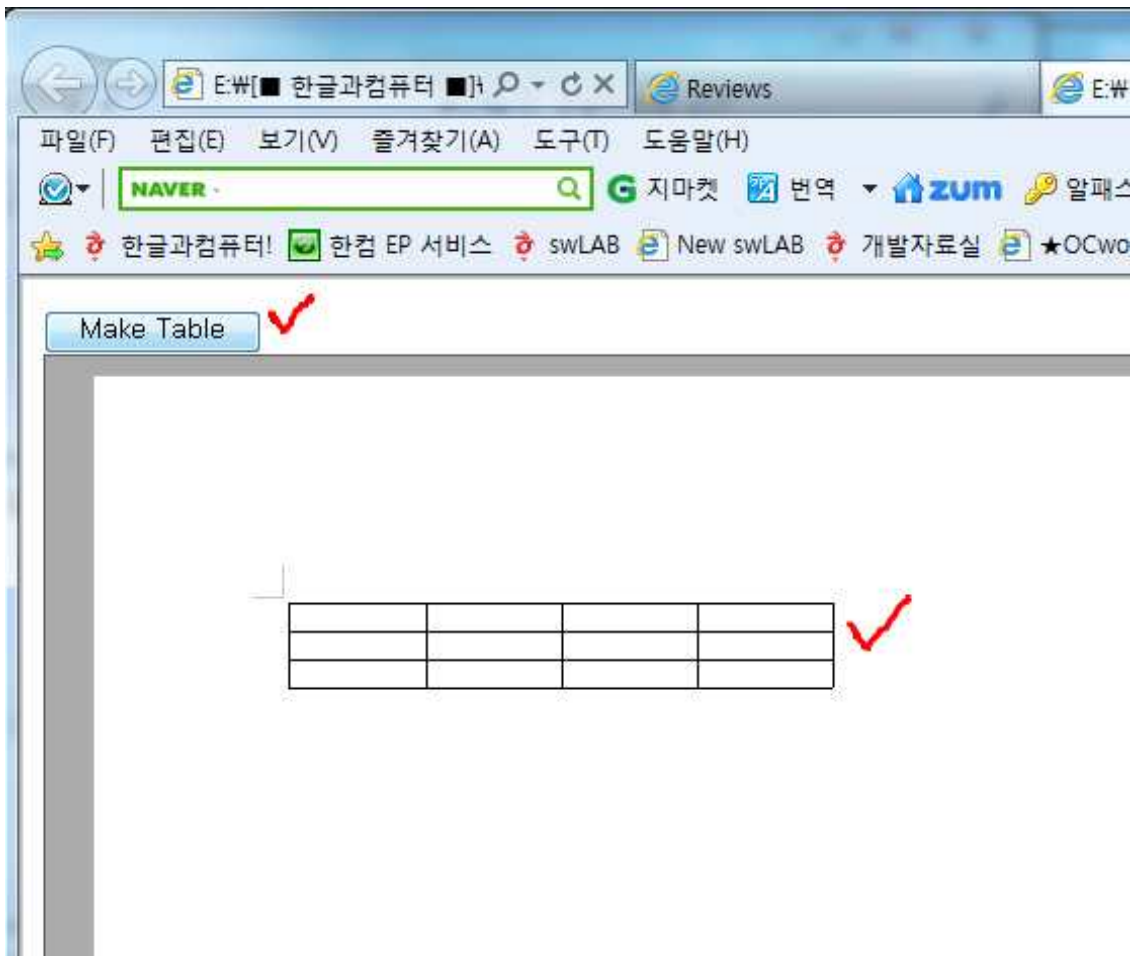 E:₩[■ 한글과컴퓨터 ■]₩ Reviews E:₩
파일(F) 편집(E) 보기(V) 즐겨찾기(A) 도구(T) 도움말(H)
NAVER G 지마켓 번역 zum 알패스
한글과컴퓨터! 한컴 EP 서비스 swLAB New swLAB 개발자료실 ★OCwo
Make Table